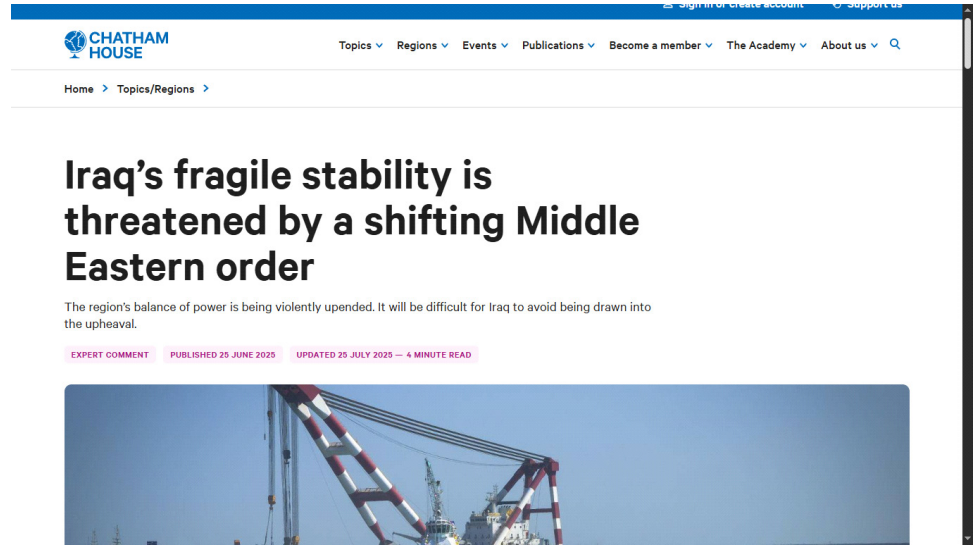 Sign in or create account Support us
CHATHAM
HOUSE
Topics Regions Events Publications Become a member The Academy About us
Home Topics/Regions
Iraq’s fragile stability is
threatened by a shifting Middle
Eastern order
The region’s balance of power is being violently upended. It will be difficult for Iraq to avoid being drawn into
the upheaval.
EXPERT COMMENT PUBLISHED 25 JUNE 2025 UPDATED 25 JULY 2025 — 4 MINUTE READ